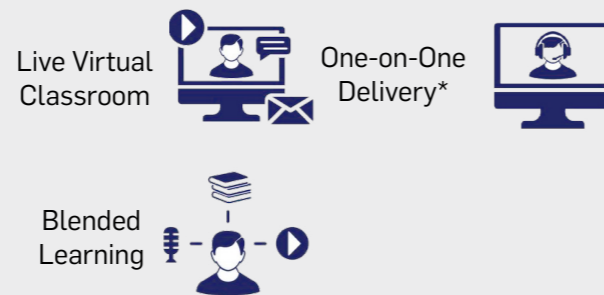 Live Virtual
Classroom
One-on-One
Delivery*
Blended
Learning